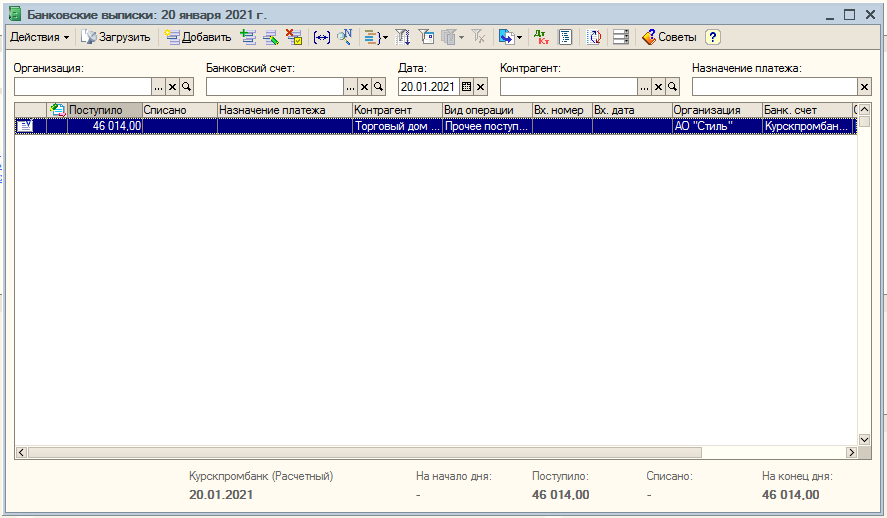 Банковские выписки: 20 января 2021 г.
Действия Загрузить Добавить Дт Кт Советы ?
Организация: Банковский счет: Дата: Контрагент: Назначение платежа:
20.01.2021
Поступило Списано Назначение платежа Контрагент Вид операции Вх. номер Вх. дата Организация Банк. счет
46 014,00 Торговый дом ... Прочее поступ... АО "Стиль" Курскпромбан...
Курскпромбанк (Расчетный) На начало дня: Поступило: Списано: На конец дня:
20.01.2021 - 46 014,00 - 46 014,00